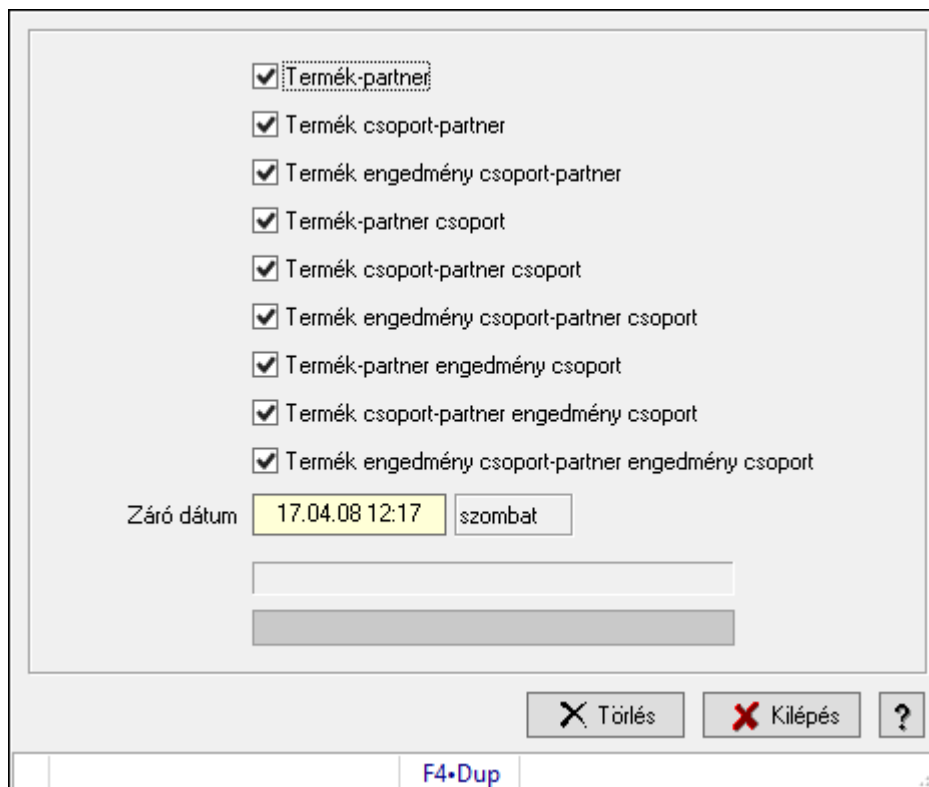 Termék-partner
Termék csoport-partner
Termék engedmény csoport-partner
Termék-partner csoport
Termék csoport-partner csoport
Termék engedmény csoport-partner csoport
Termék-partner engedmény csoport
Termék csoport-partner engedmény csoport
Termék engedmény csoport-partner engedmény csoport
Záró dátum 17.04.08 12:17 szombat
Törlés Kilépés ?
F4•Dup